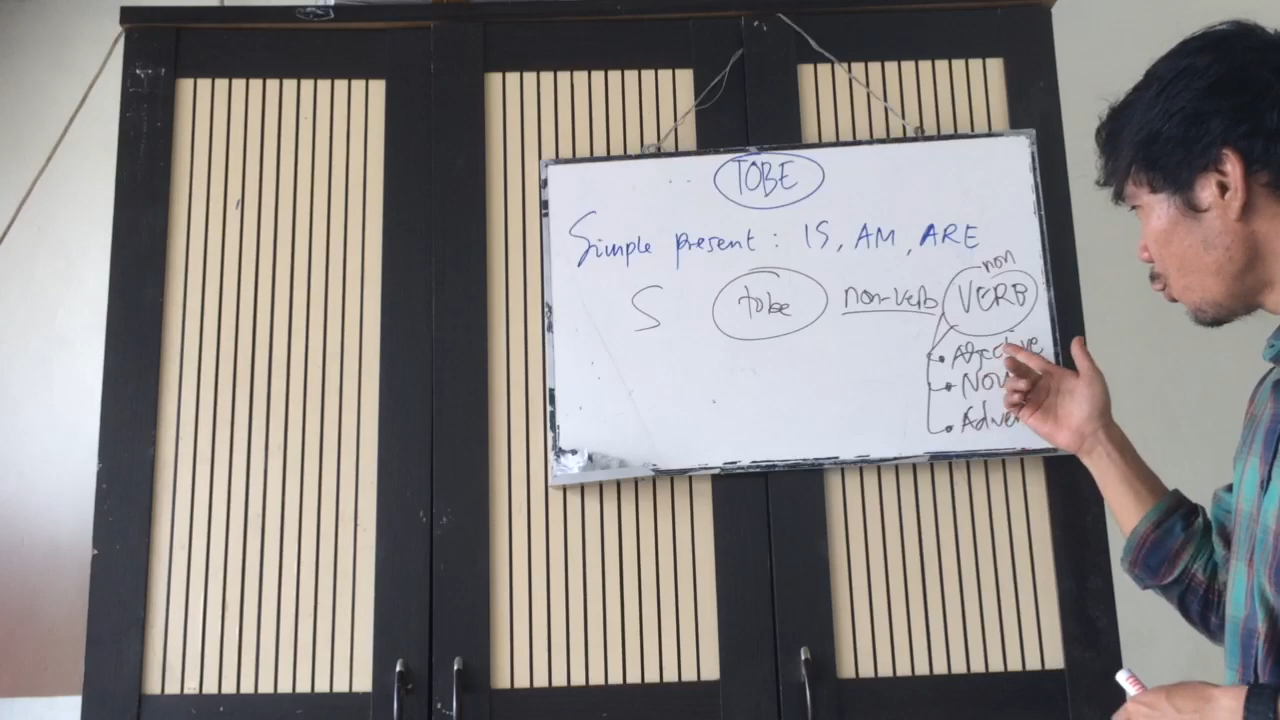 TOBE
Simple present : IS, AM, ARE
non
S tobe non-verb VERB